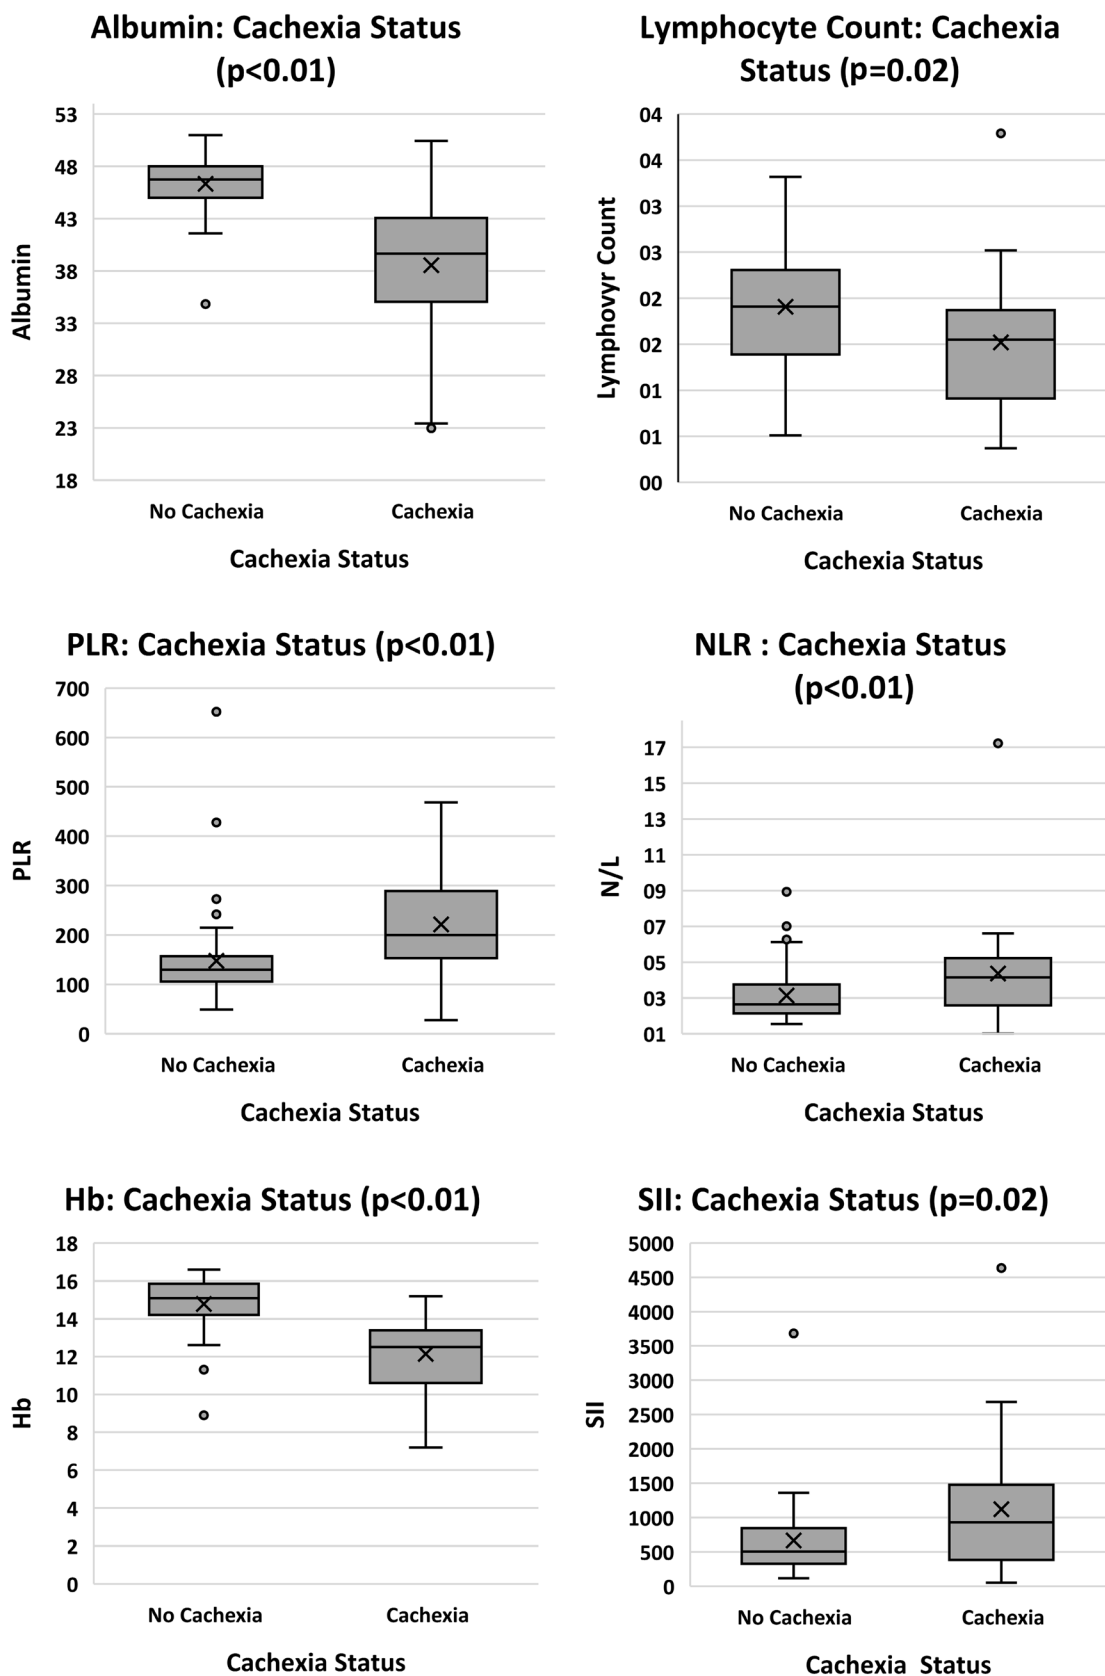 Albumin: Cachexia Status
(p<0.01)
53
48
43
38
33
28
23
18
Albumin
No Cachexia
Cachexia
Cachexia Status
Lymphocyte Count: Cachexia
Status (p=0.02)
04
04
03
03
02
02
01
01
00
Lymphovyr Count
No Cachexia
Cachexia
Cachexia Status
PLR: Cachexia Status (p<0.01)
700
600
500
400
300
200
100
0
PLR
No Cachexia
Cachexia
Cachexia Status
NLR : Cachexia Status
(p<0.01)
17
15
13
11
09
07
05
03
01
N/L
No Cachexia
Cachexia
Cachexia Status
Hb: Cachexia Status (p<0.01)
18
16
14
12
10
8
6
4
2
0
Hb
No Cachexia
Cachexia
Cachexia Status
SII: Cachexia Status (p=0.02)
5000
4500
4000
3500
3000
2500
2000
1500
1000
500
0
SII
No Cachexia
Cachexia
Cachexia Status